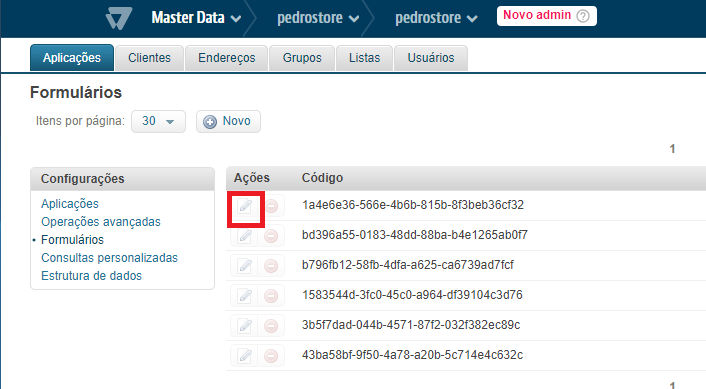 Master Data pedrostore pedrostore Novo admin ?
Aplicações Clientes Endereços Grupos Listas Usuários
Formulários
Itens por página: 30 Novo
1
Configurações
Aplicações
Operações avançadas
Formulários
Consultas personalizadas
Estrutura de dados
Ações Código
1a4e6e36-566e-4b6b-815b-8f3beb36cf32
bd396a55-0183-48dd-88ba-b4e1265ab0f7
b796fb12-58fb-4dfa-a625-ca6739ad7fcf
1583544d-3fc0-45c0-a964-df39104c3d76
3b5f7dad-044b-4571-87f2-032f382ec89c
43ba58bf-9f50-4a78-a20b-5c714e4c632c
1